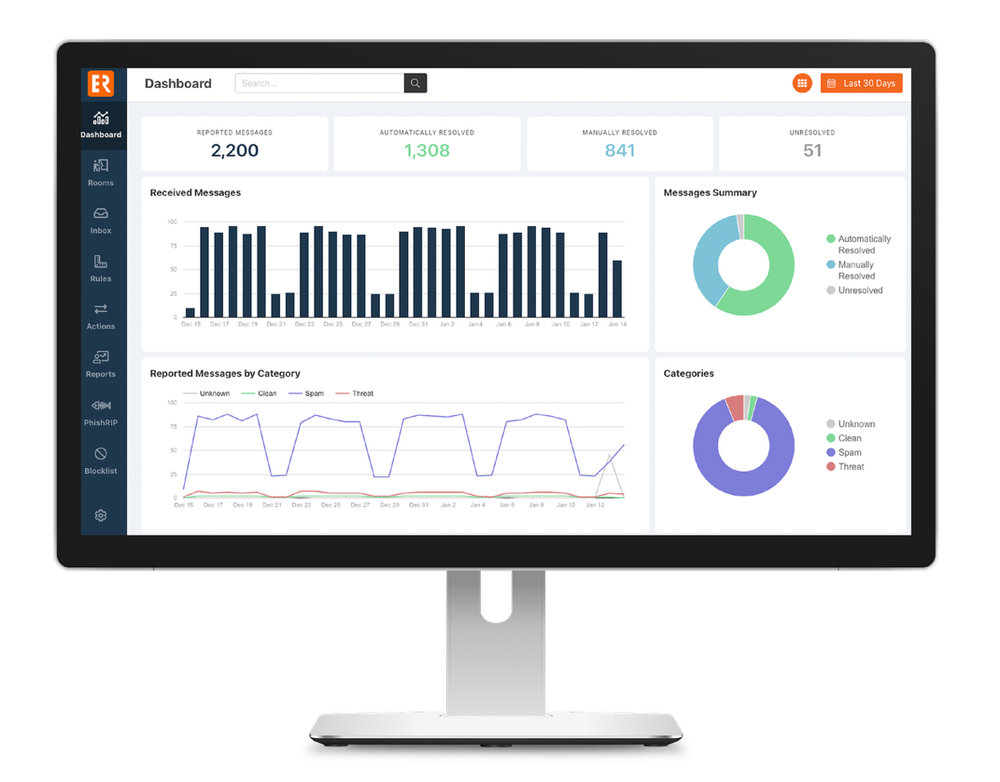 ER
Dashboard
Search...
Last 30 Days
Dashboard
Rooms
Inbox
Rules
Actions
Reports
PhishRIP
Blocklist
REPORTED MESSAGES
2,200
AUTOMATICALLY RESOLVED
1,308
MANUALLY RESOLVED
841
UNRESOLVED
51
Received Messages
100
75
50
25
0
Dec 15 Dec 17 Dec 19 Dec 21 Dec 23 Dec 25 Dec 27 Dec 29 Dec 31 Jan 2 Jan 4 Jan 6 Jan 8 Jan 10 Jan 12 Jan 14
Messages Summary
Automatically
Resolved
Manually
Resolved
Unresolved
Reported Messages by Category
Unknown Clean Spam Threat
100
75
50
25
0
Dec 15 Dec 17 Dec 19 Dec 21 Dec 23 Dec 25 Dec 27 Dec 29 Dec 31 Jan 2 Jan 4 Jan 6 Jan 8 Jan 10 Jan 12
Categories
Unknown
Clean
Spam
Threat